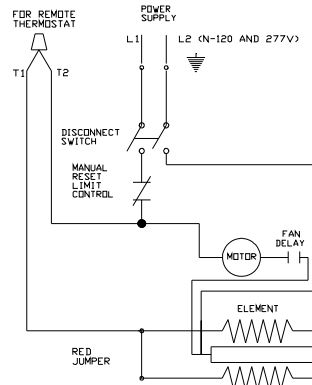 FOR REMOTE
THERMOSTAT
POWER
SUPPLY
L1
L2 (N-120 AND 277V)
T1
T2
DISCONNECT
SWITCH
MANUAL
RESET
LIMIT
CONTROL
FAN
DELAY
MOTOR
ELEMENT
RED
JUMPER